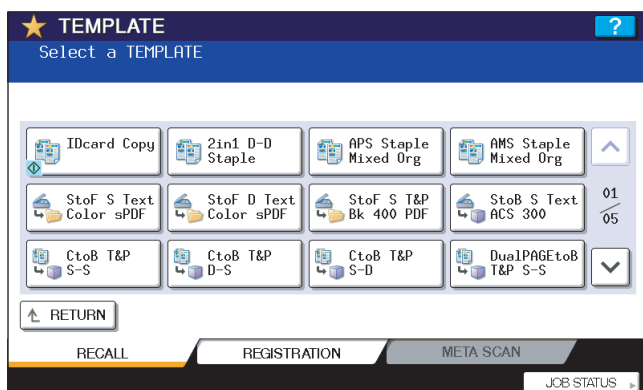 TEMPLATE
?
Select a TEMPLATE
IDcard Copy
2in1 D-D
Staple
APS Staple
Mixed Org
AMS Staple
Mixed Org
StoF S Text
Color sPDF
StoF D Text
Color sPDF
StoF S T&P
Bk 400 PDF
StoB S Text
ACS 300
01
05
CtoB T&P
S-S
CtoB T&P
D-S
CtoB T&P
S-D
DualPAGEtoB
T&P S-S
RETURN
RECALL
REGISTRATION
META SCAN
JOB STATUS